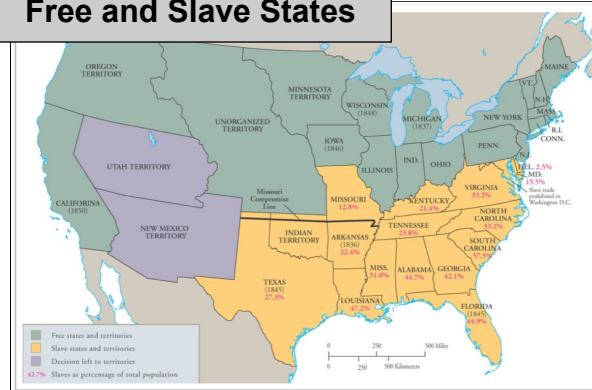 Free and Slave States
OREGON
TERRITORY
MINNESOTA
TERRITORY
WISCONSIN
(1848)
MICHIGAN
(1837)
MAINE
VT.
N.H.
MASS.
NEW YORK
R.I.
CONN.
UNORGANIZED
TERRITORY
IOWA
(1846)
PENN.
N.J.
UTAH TERRITORY
ILLINOIS
IND.
OHIO
DEL. 2.5%
MD.
15.5%
Slave trade
prohibited in
Washington D.C.
CALIFORINA
(1850)
Missouri
Compromise
Line
MISSOURI
12.8%
KENTUCKY
21.4%
VIRGINIA
33.2%
NEW MEXICO
TERRITORY
INDIAN
TERRITORY
ARKANSAS
(1836)
22.4%
TENNESSEE
23.8%
NORTH
CAROLINA
33.2%
SOUTH
CAROLINA
57.5%
TEXAS
(1845)
27.3%
MISS.
51.0%
ALABAMA
44.7%
GEORGIA
42.1%
LOUISIANA
47.2%
FLORIDA
(1845)
44.9%
Free states and territories
Slave states and territories
Decision left to territories
42.7% Slaves as percentage of total population
0 250 500 Miles
0 250 500 Kilometers